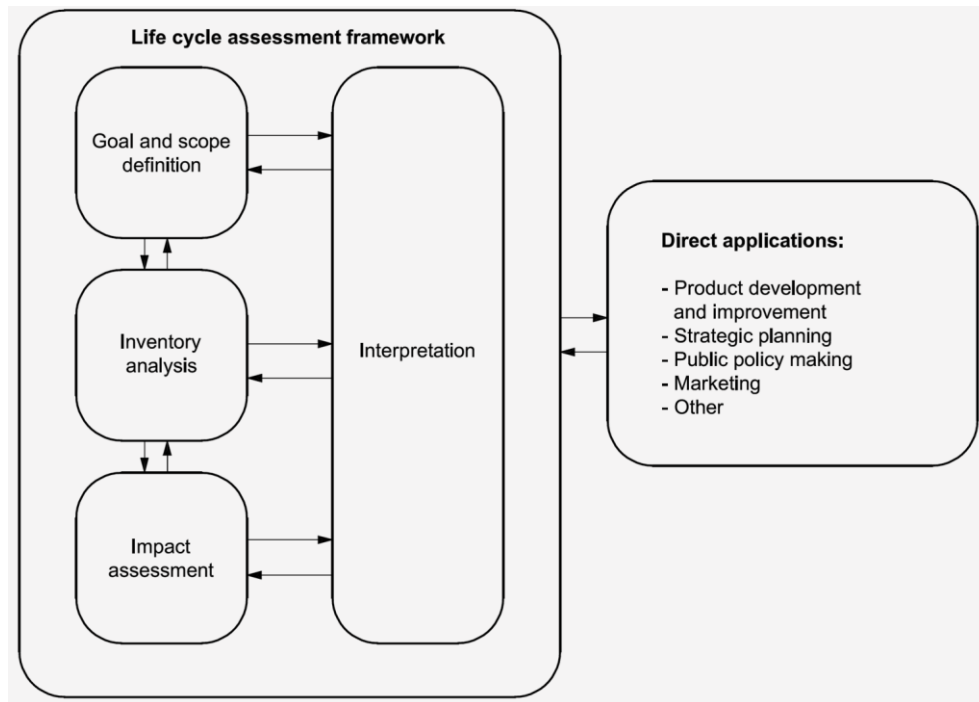 Life cycle assessment framework
Goal and scope
definition
Inventory
analysis
Impact
assessment
Interpretation
Direct applications:
- Product development
and improvement
- Strategic planning
- Public policy making
- Marketing
- Other